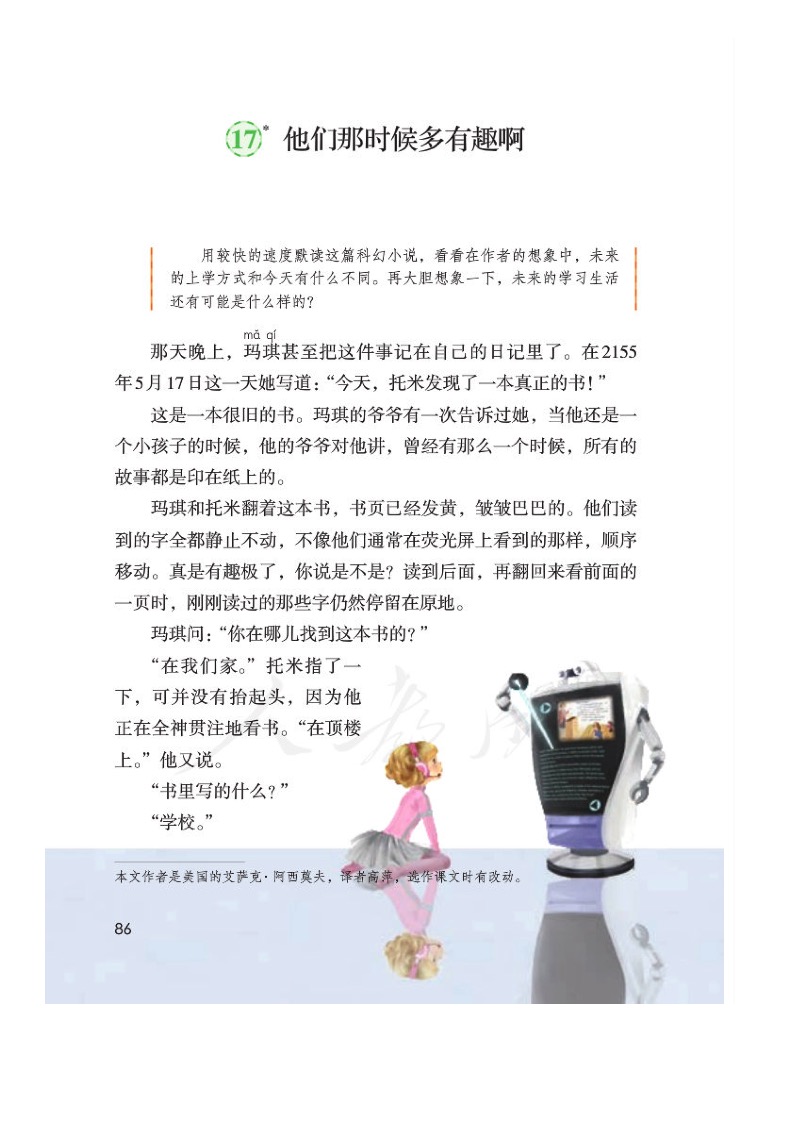 17* 他们那时候多有趣啊
用较快的速度默读这篇科幻小说，看看在作者的想象中，未来
的上学方式和今天有什么不同。再大胆想象一下，未来的学习生活
还有可能是什么样的？
mǎ qí
那天晚上，玛琪甚至把这件事记在自己的日记里了。在2155
年5月17日这一天她写道：“今天，托米发现了一本真正的书！”
这是一本很旧的书。玛琪的爷爷有一次告诉过她，当他还是一
个小孩子的时候，他的爷爷对他讲，曾经有那么一个时候，所有的
故事都是印在纸上的。
玛琪和托米翻着这本书，书页已经发黄，皱皱巴巴的。他们读
到的字全都静止不动，不像他们通常在荧光屏上看到的那样，顺序
移动。真是有趣极了，你说是不是？读到后面，再翻回来看前面的
一页时，刚刚读过的那些字仍然停留在原地。
玛琪问：“你在哪儿找到这本书的？”
“在我们家。”托米指了一
下，可并没有抬起头，因为他
正在全神贯注地看书。“在顶楼
上。”他又说。
“书里写的什么？”
“学校。”
本文作者是美国的艾萨克·阿西莫夫，译者高萍，选作课文时有改动。
86